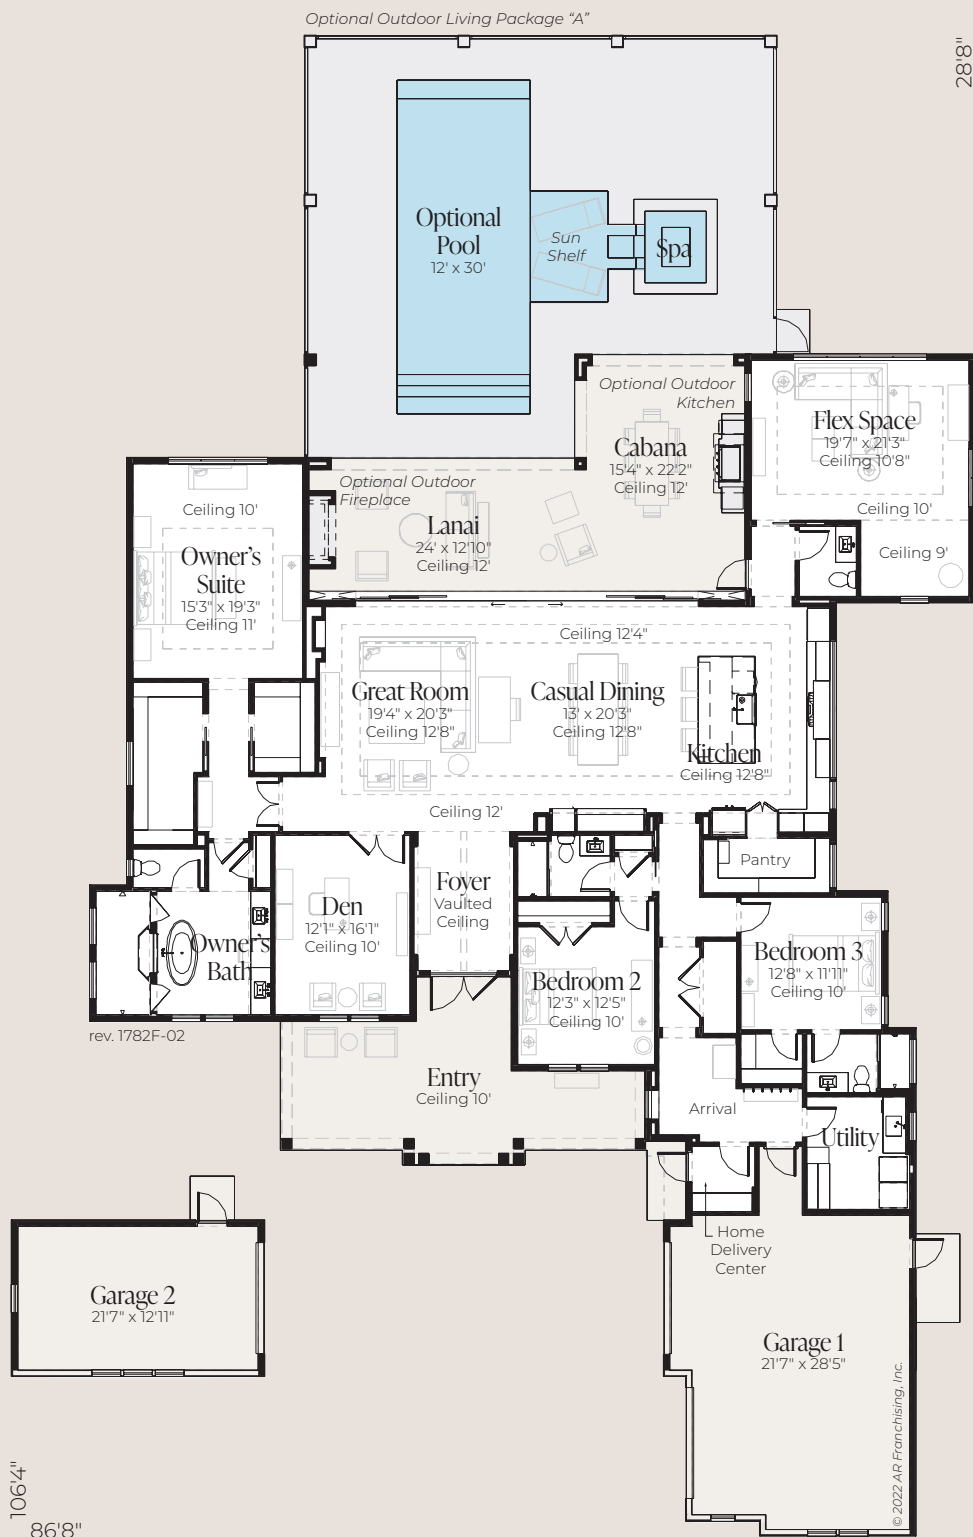 Optional Outdoor Living Package “A”
28'8"
Optional
Pool
12' x 30'
Sun
Shelf
Spa
Optional Outdoor
Kitchen
Cabana
15'4" x 22'2"
Ceiling 12'
Flex Space
19'7" x 21'3"
Ceiling 10'8"
Ceiling 10'
Ceiling 9'
Optional Outdoor
Fireplace
Lanai
24' x 12'10"
Ceiling 12'
Ceiling 10'
Owner's
Suite
15'3" x 19'3"
Ceiling 11'
Ceiling 12'4"
Great Room
19'4" x 20'3"
Ceiling 12'8"
Casual Dining
13' x 20'3"
Ceiling 12'8"
Kitchen
Ceiling 12'8"
Ceiling 12'
Pantry
Foyer
Vaulted
Ceiling
Den
12'1" x 16'1"
Ceiling 10'
Owner's
Bath
Bedroom 2
12'3" x 12'5"
Ceiling 10'
Bedroom 3
12'8" x 11'11"
Ceiling 10'
rev. 1782F-02
Entry
Ceiling 10'
Arrival
Utility
Home
Delivery
Center
Garage 2
21'7" x 12'11"
Garage 1
21'7" x 28'5"
© 2022 AR Franchising, Inc.
106'4"
86'8"